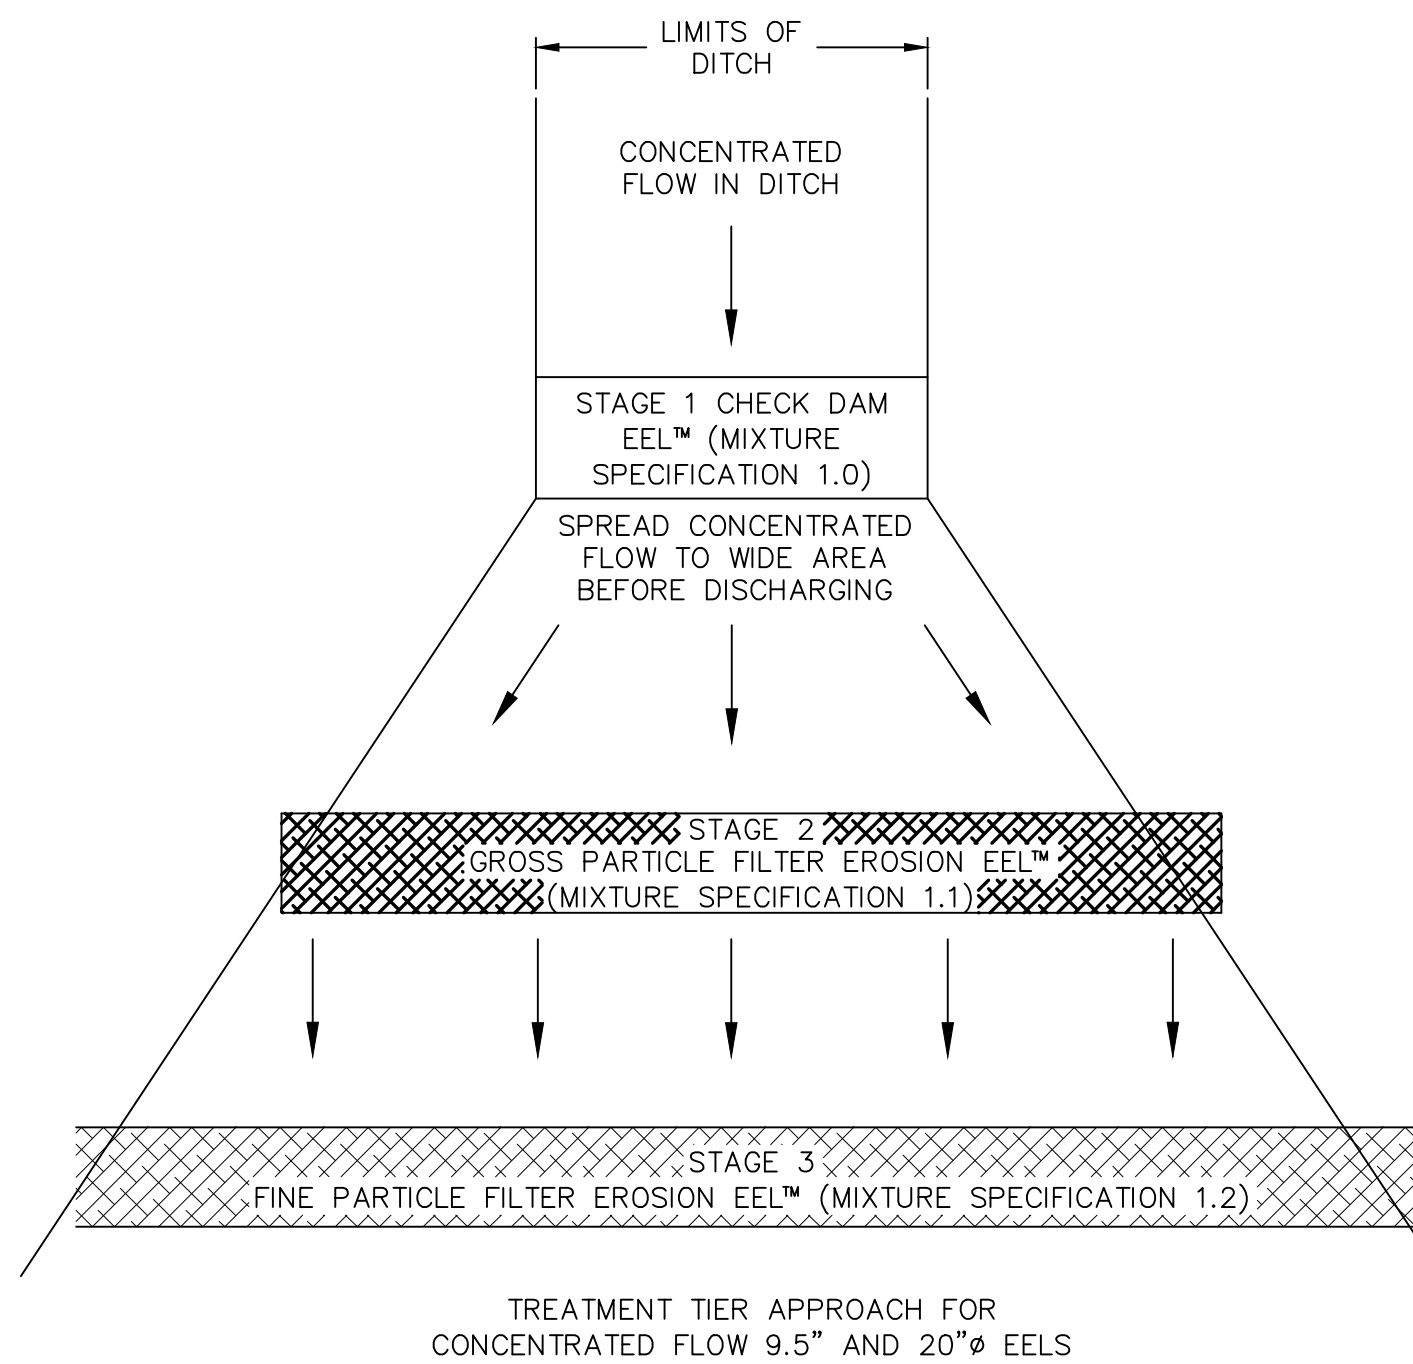 LIMITS OF
DITCH
CONCENTRATED
FLOW IN DITCH
STAGE 1 CHECK DAM
EEL™ (MIXTURE
SPECIFICATION 1.0)
SPREAD CONCENTRATED
FLOW TO WIDE AREA
BEFORE DISCHARGING
STAGE 2
GROSS PARTICLE FILTER EROSION EEL™
(MIXTURE SPECIFICATION 1.1)
STAGE 3
FINE PARTICLE FILTER EROSION EEL™ (MIXTURE SPECIFICATION 1.2)
TREATMENT TIER APPROACH FOR
CONCENTRATED FLOW 9.5” AND 20”ø EELS